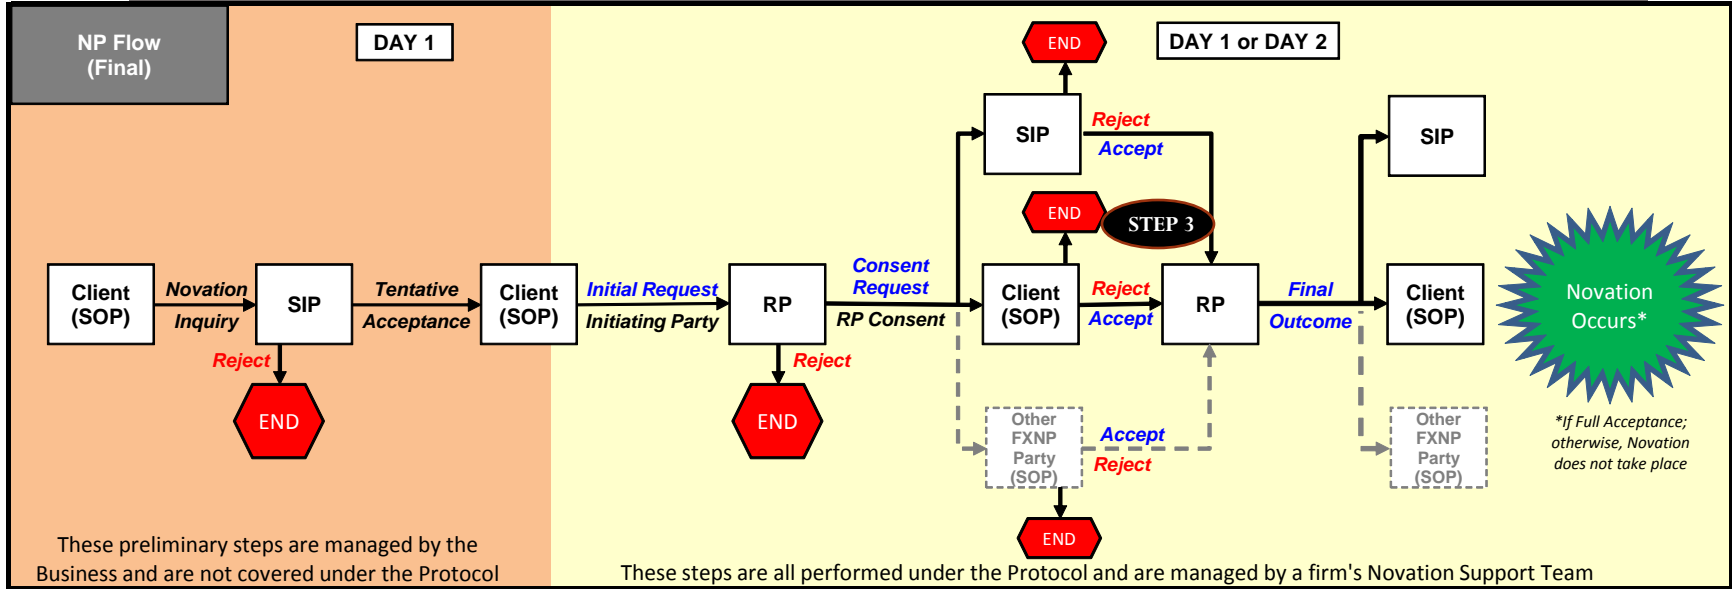 NP Flow
(Final)
DAY 1
DAY 1 or DAY 2
END
SIP
Reject
Accept
SIP
END
STEP 3
Client
(SOP)
Novation
Inquiry
SIP
Tentative
Acceptance
Client
(SOP)
Initial Request
Initiating Party
RP
Consent
Request
RP Consent
Client
(SOP)
Reject
Accept
RP
Final
Outcome
Client
(SOP)
Novation
Occurs*
Reject
END
Reject
END
Other
FXNP
Party
(SOP)
Accept
Reject
END
Other
FXNP
Party
(SOP)
*If Full Acceptance;
otherwise, Novation
does not take place
These preliminary steps are managed by the
Business and are not covered under the Protocol
These steps are all performed under the Protocol and are managed by a firm's Novation Support Team